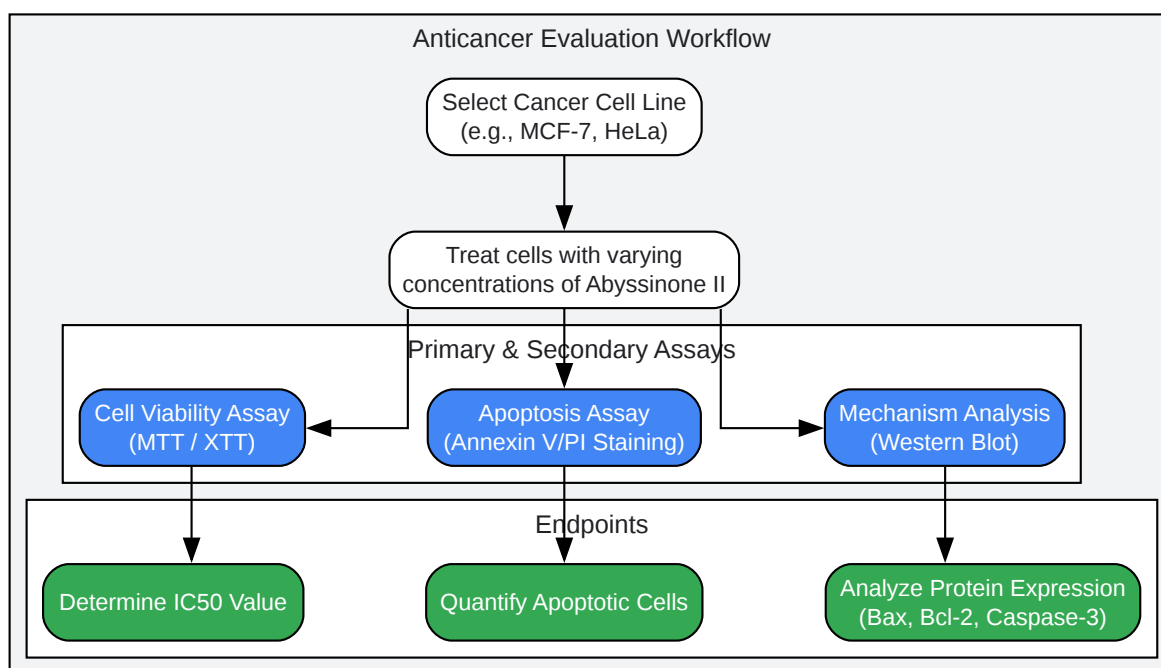 Anticancer Evaluation Workflow
Select Cancer Cell Line
(e.g., MCF-7, HeLa)
Treat cells with varying
concentrations of Abyssinone II
Primary & Secondary Assays
Cell Viability Assay
(MTT / XTT)
Apoptosis Assay
(Annexin V/PI Staining)
Mechanism Analysis
(Western Blot)
Endpoints
Determine IC50 Value
Quantify Apoptotic Cells
Analyze Protein Expression
(Bax, Bcl-2, Caspase-3)